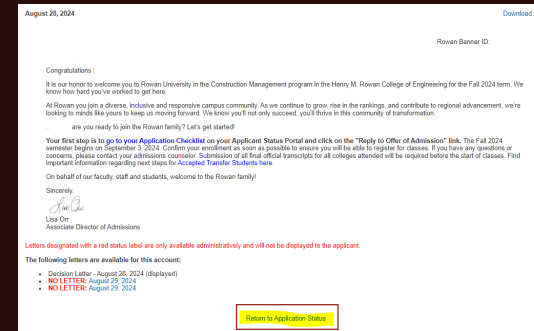 August 28, 2024
Download
Rowan Banner ID:
Congratulations
It is our honor to welcome you to Rowan University in the Construction Management program in the Henry M. Rowan College of Engineering for the Fall 2024 term. We
know how hard you've worked to get here.
At Rowan you join a diverse, inclusive and responsive campus community. As we continue to grow, rise in the rankings, and contribute to regional advancement, we're
looking to minds like yours to keep us moving forward. We know you'll not only succeed, you'll thrive in this community of transformation.
are you ready to join the Rowan family? Let's get started!
Your first step is to go to your Application Checklist on your Applicant Status Portal and click on the "Reply to Offer of Admission" link. The Fall 2024
semester begins on September 3, 2024. Confirm your enrollment as soon as possible to ensure you will be able to register for classes. If you have any questions or
concerns, please contact your admissions counselor. Submission of all final official transcripts for all colleges attended will be required before the start of classes. Find
important information regarding next steps for Accepted Transfer Students here.
On behalf of our faculty, staff and students, welcome to the Rowan family!
Sincerely,
Lisa Orr
Lisa Orr
Associate Director of Admissions
Letters designated with a red status label are only available administratively and will not be displayed to the applicant.
The following letters are available for this account:
• Decision Letter - August 28, 2024 (displayed)
• NO LETTER: August 29, 2024
• NO LETTER: August 29, 2024
Return to Application Status